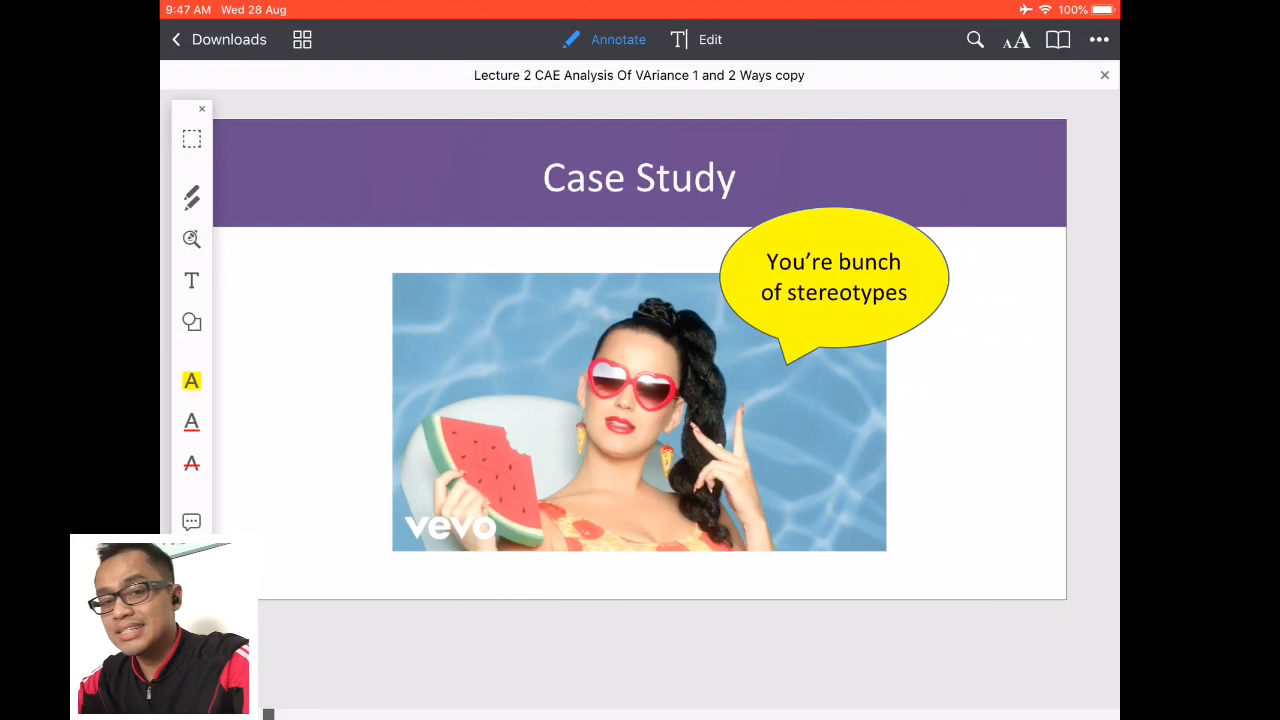 9:47 AM Wed 28 Aug
100%
Downloads
Annotate
T Edit
AA
Lecture 2 CAE Analysis Of VAriance 1 and 2 Ways copy
Case Study
You're bunch
of stereotypes
T
A
A
A
vevo